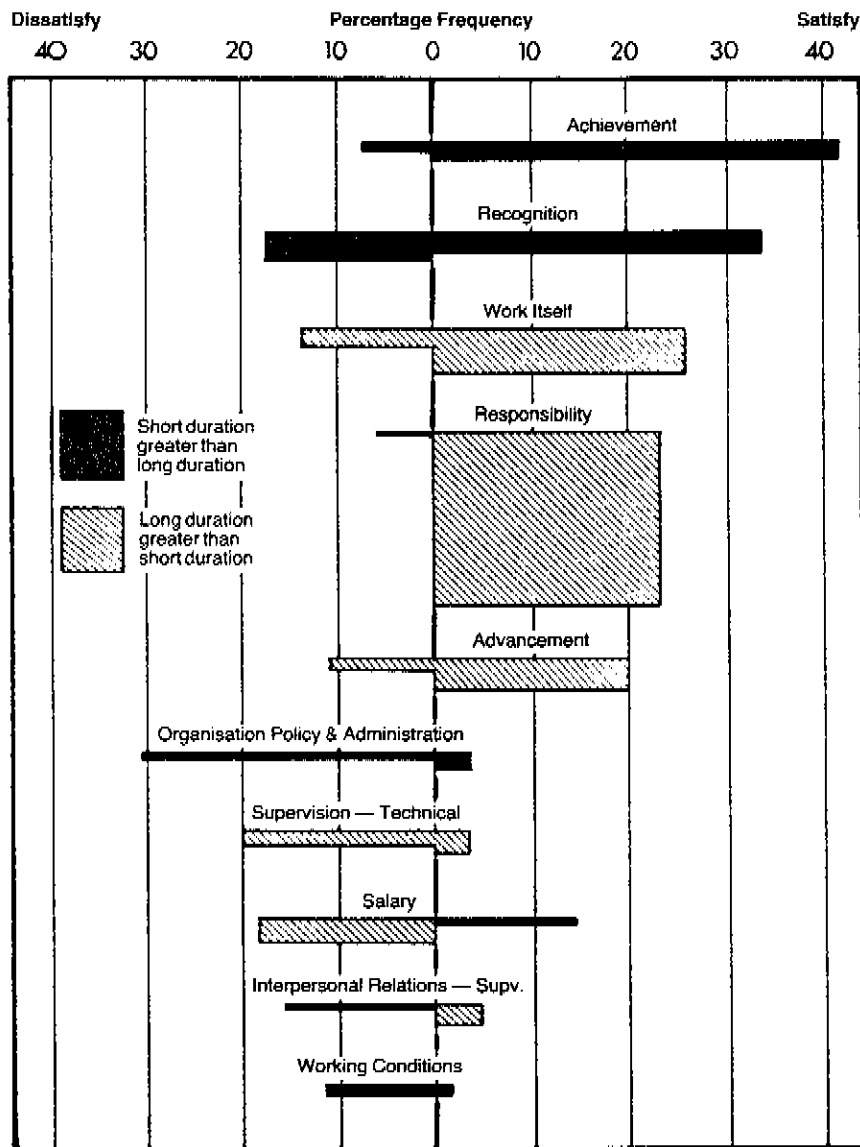 Dissatisfy Percentage Frequency Satisfy
40 30 20 10 0 10 20 30 40
Achievement
Recognition
Work Itself
Responsibility
Short duration
greater than
long duration
Long duration
greater than
short duration
Advancement
Organisation Policy & Administration
Supervision — Technical
Salary
Interpersonal Relations — Supv.
Working Conditions